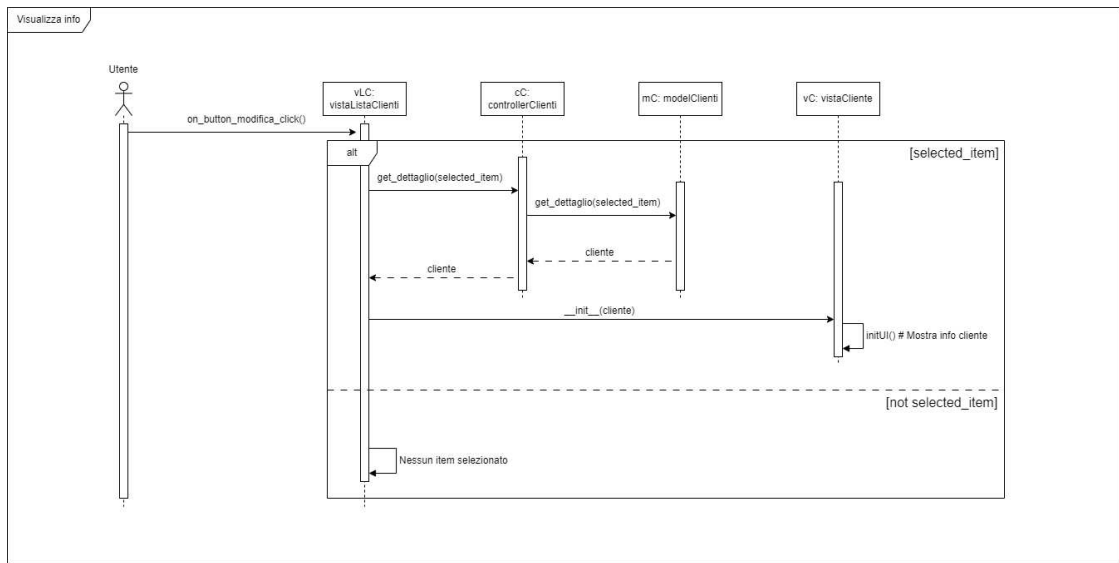 Visualizza info
Utente
vLC:
vistaListaClienti
cC:
controllerClienti
mC: modelClienti
vC: vistaCliente
on_button_modifica_click()
alt
[selected_item]
get_dettaglio(selected_item)
get_dettaglio(selected_item)
cliente
cliente
__init__(cliente)
initUI() # Mostra info cliente
[not selected_item]
Nessun item selezionato